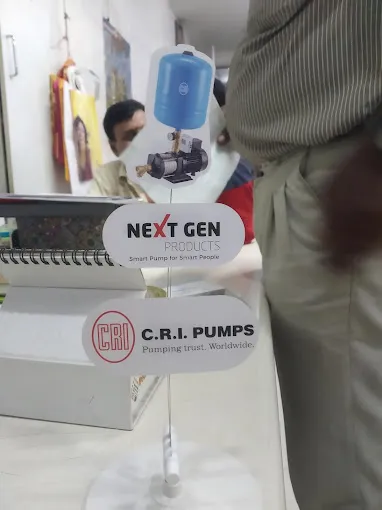 NEXT GEN
PRODUCTS
Smart Pump for Smart People
CRI
C.R.I. PUMPS
Pumping trust. Worldwide.